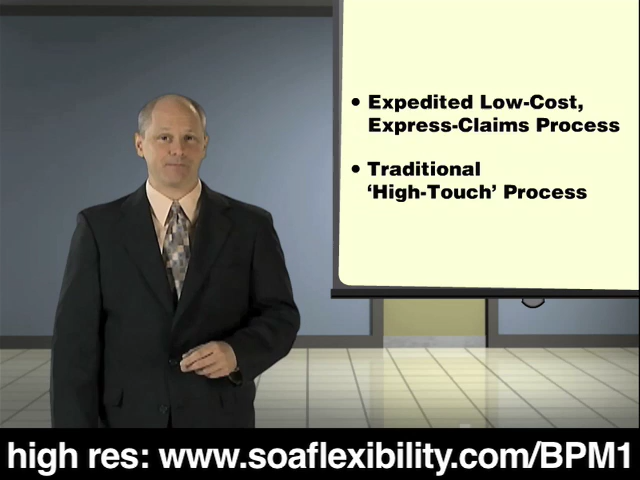 • Expedited Low-Cost,
Express-Claims Process
• Traditional
‘High-Touch’ Process
high res: www.soaflexibility.com/BPM1